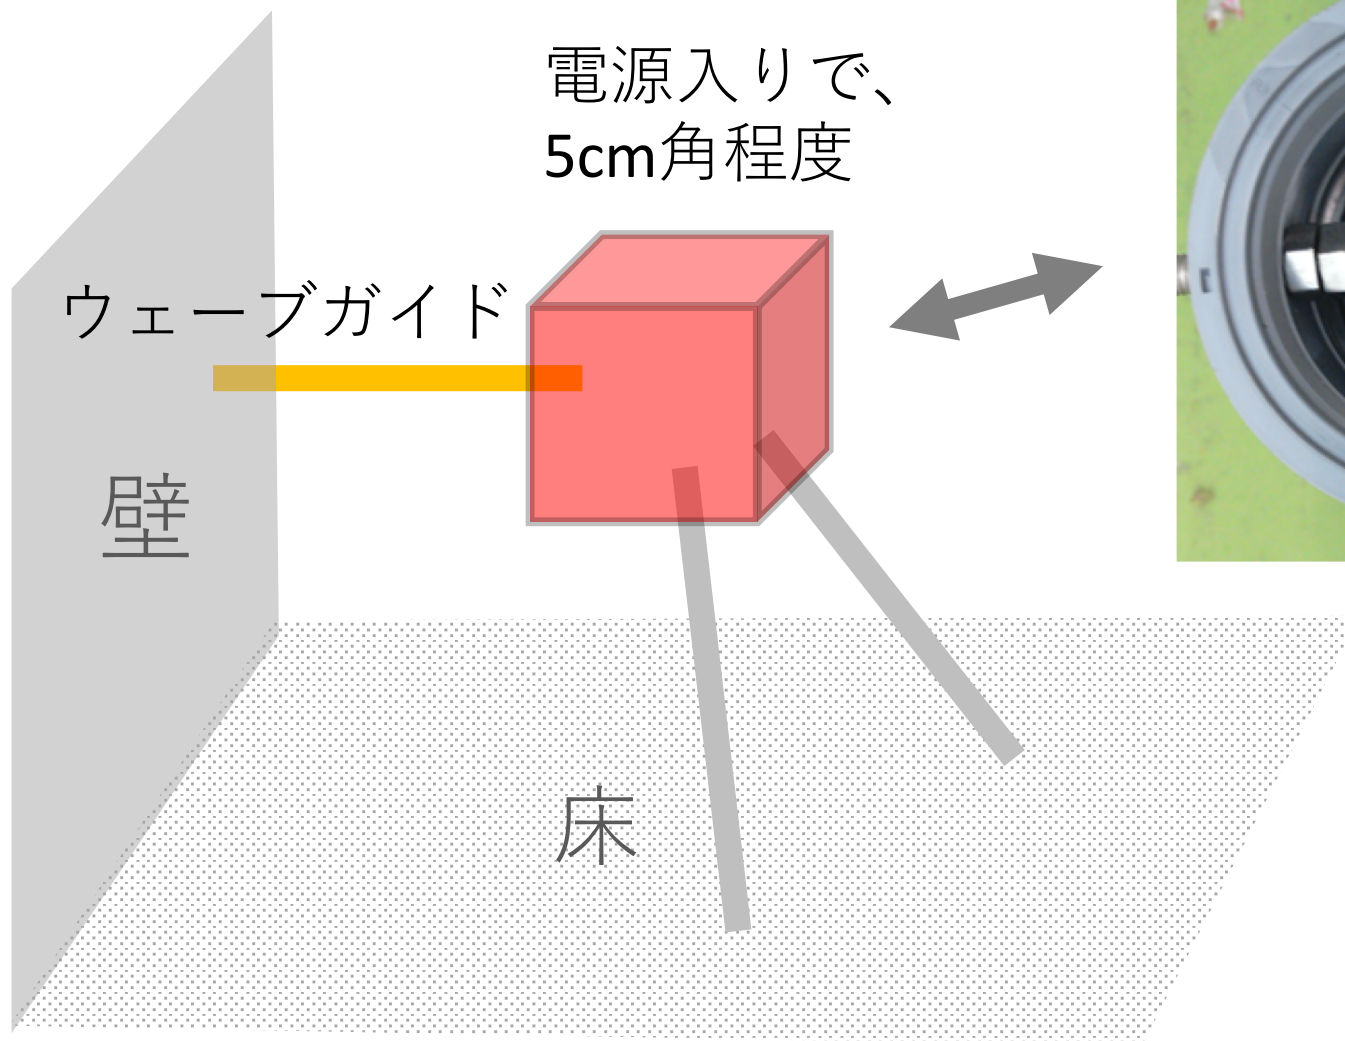 電源入りで、
5cm角程度
ウェーブガイド
壁
床